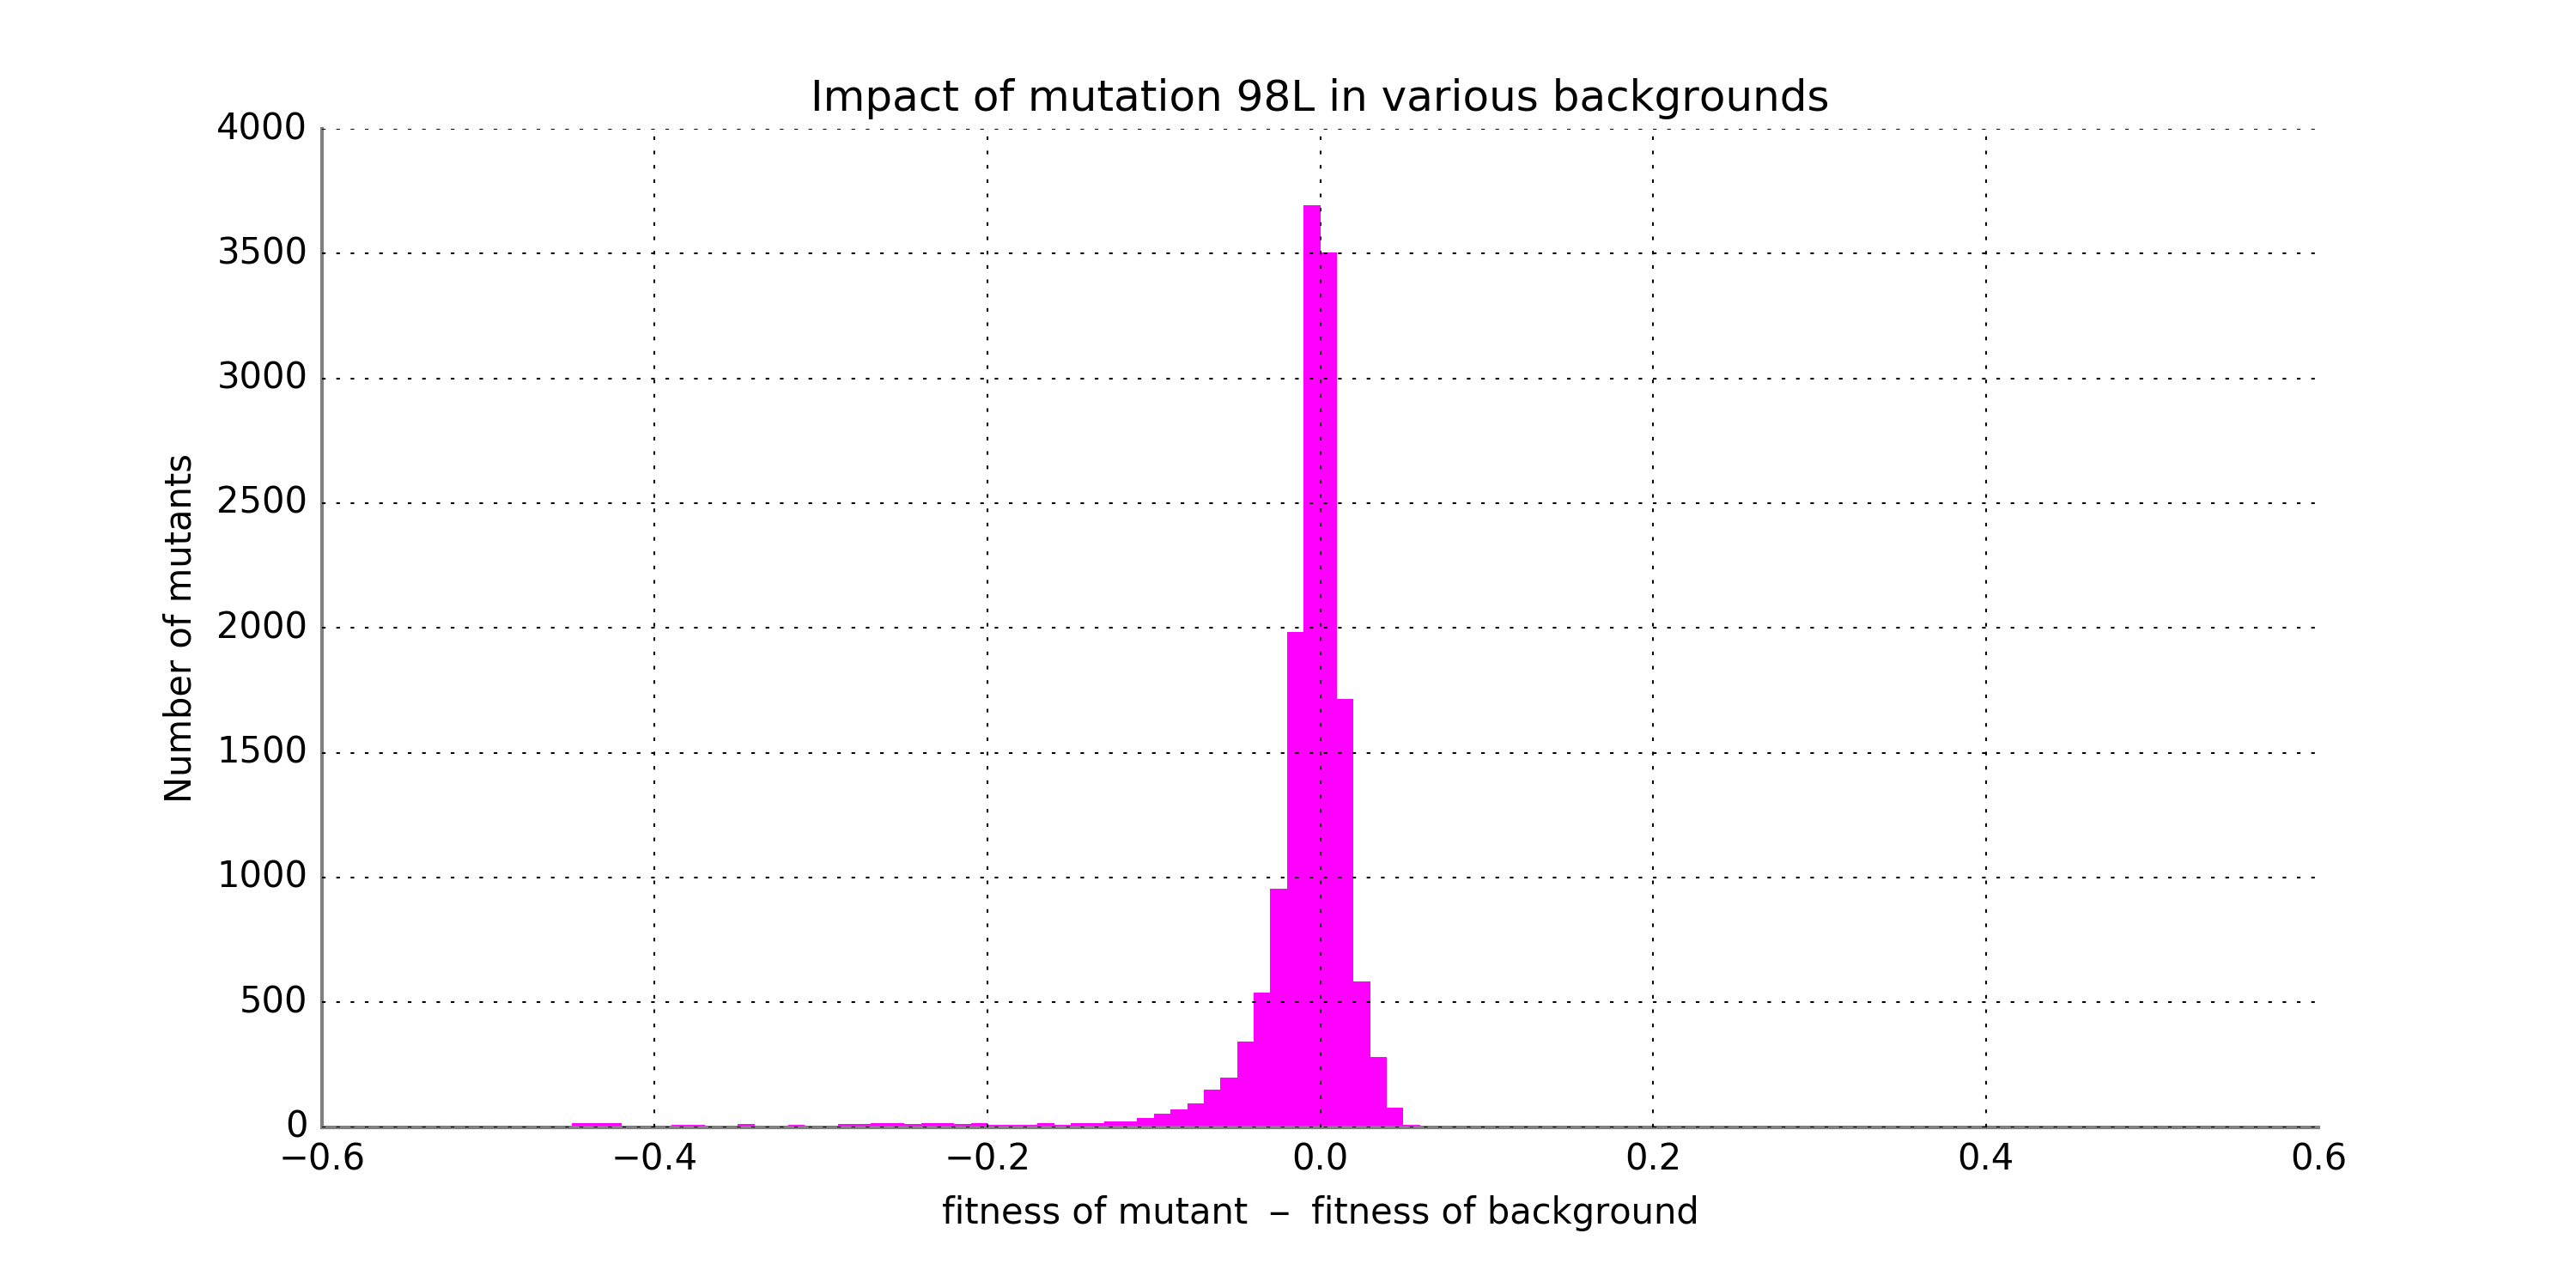 Impact of mutation 98L in various backgrounds
4000
3500
3000
2500
2000
1500
1000
500
0
Number of mutants
−0.6 −0.4 −0.2 0.0 0.2 0.4 0.6
fitness of mutant − fitness of background